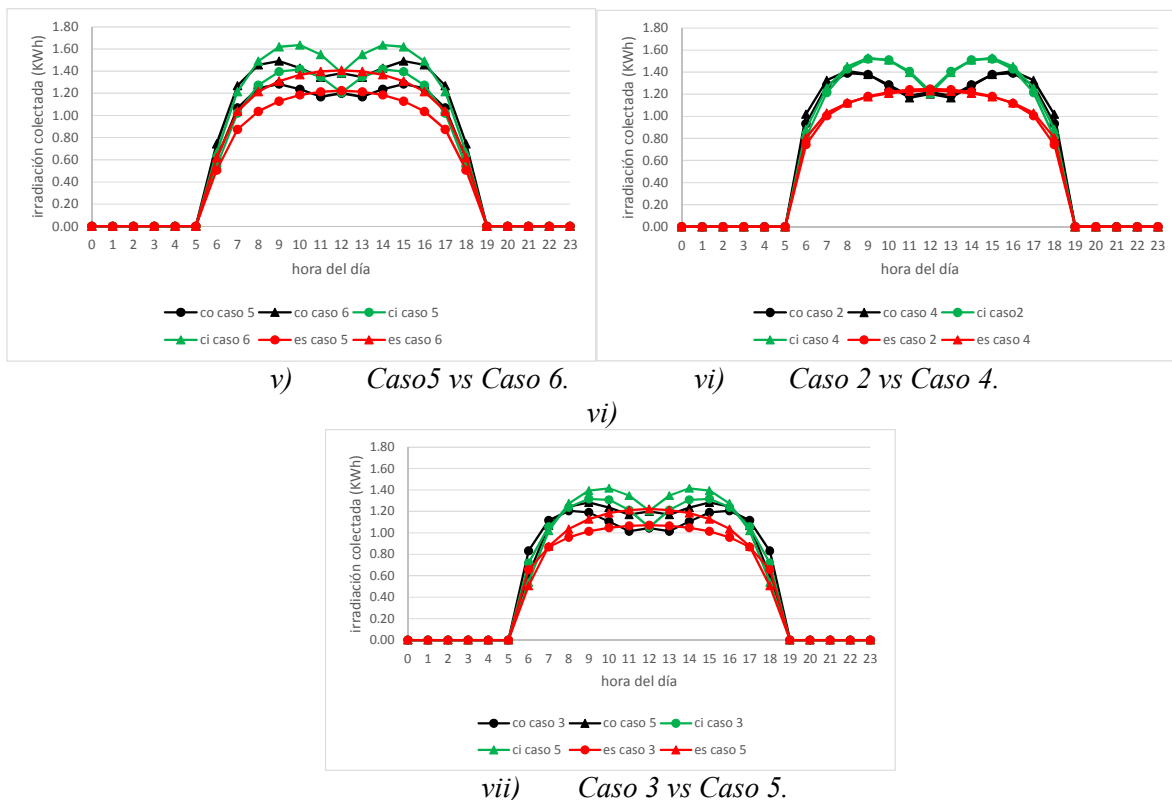 1.80
1.60
1.40
1.20
1.00
0.80
0.60
0.40
0.20
0.00
irradiación colectada (KWh)
0 1 2 3 4 5 6 7 8 9 10 11 12 13 14 15 16 17 18 19 20 21 22 23
hora del día
co caso 5 co caso 6 ci caso 5
ci caso 6 es caso 5 es caso 6
1.80
1.60
1.40
1.20
1.00
0.80
0.60
0.40
0.20
0.00
irradiación colectada (KWh)
0 1 2 3 4 5 6 7 8 9 10 11 12 13 14 15 16 17 18 19 20 21 22 23
hora del día
co caso 2 co caso 4 ci caso2
ci caso 4 es caso 2 es caso 4
v) Caso5 vs Caso 6.
vi) Caso 2 vs Caso 4.
vi)
1.80
1.60
1.40
1.20
1.00
0.80
0.60
0.40
0.20
0.00
irradiación colectada (KWh)
0 1 2 3 4 5 6 7 8 9 10 11 12 13 14 15 16 17 18 19 20 21 22 23
hora del día
co caso 3 co caso 5 ci caso 3
ci caso 5 es caso 3 es caso 5
vii) Caso 3 vs Caso 5.